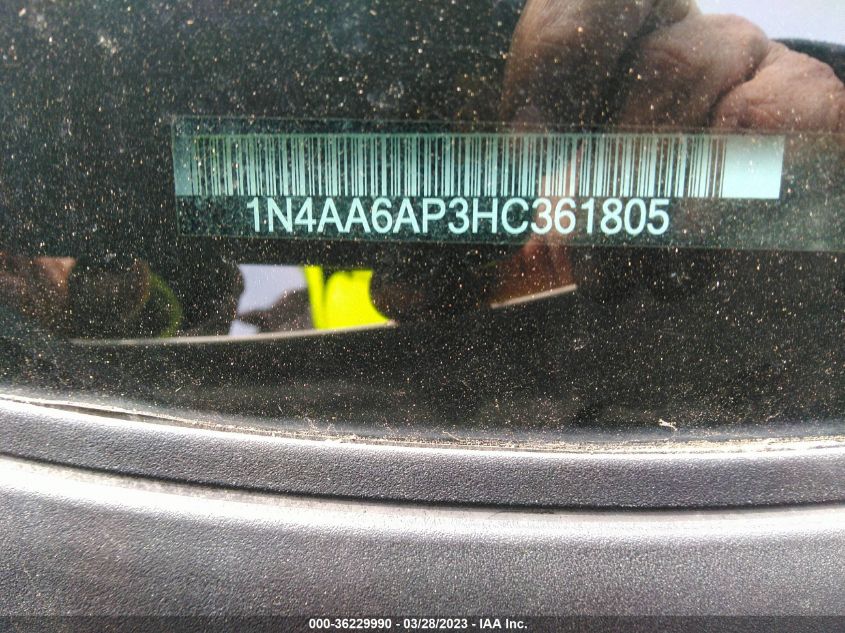 1N4AA6AP3HC361805
000-36229990 — 03/28/2023 — IAA Inc.